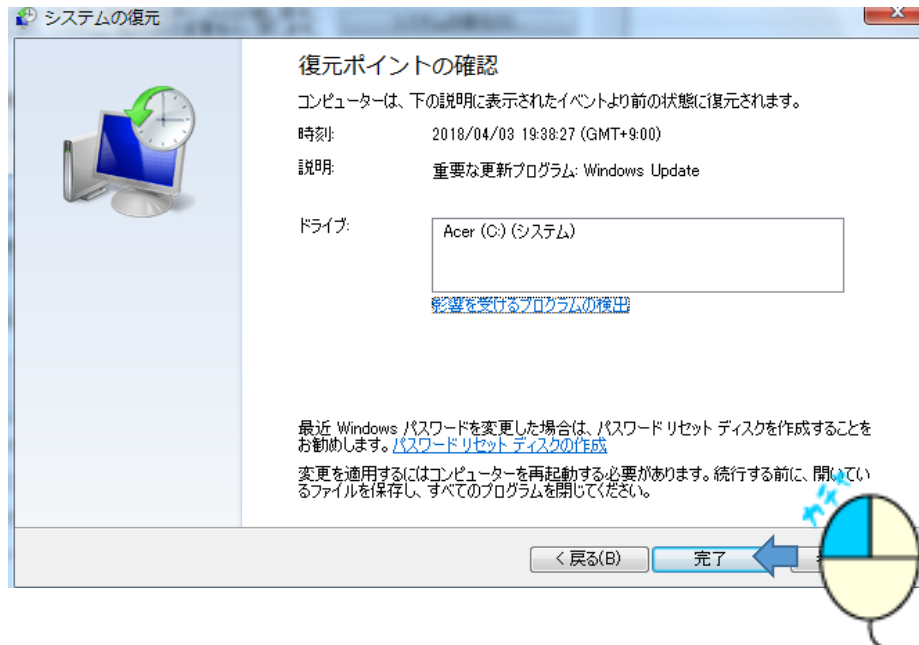 システムの復元
復元ポイントの確認
コンピューターは、下の説明に表示されたイベントより前の状態に復元されます。
時刻: 2018/04/03 19:38:27 (GMT+9:00)
説明: 重要な更新プログラム: Windows Update
ドライブ: Acer (C:) (システム)
影響を受けるプログラムの検出
最近 Windows パスワードを変更した場合は、パスワード リセット ディスクを作成することを
お勧めします。パスワード リセット ディスクの作成
変更を適用するにはコンピューターを再起動する必要があります。続行する前に、開いてい
るファイルを保存し、すべてのプログラムを閉じてください。
カチッ
< 戻る(B) 完了